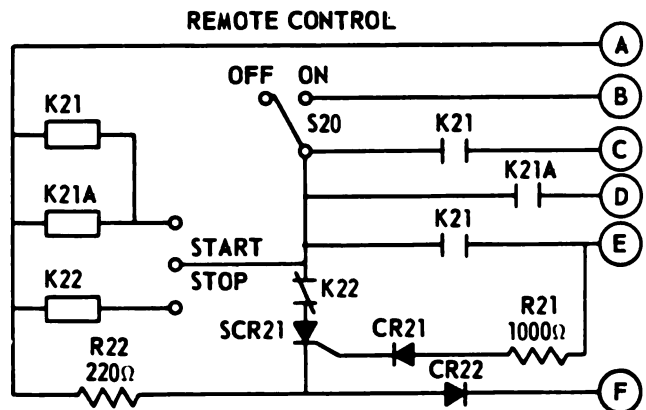 REMOTE CONTROL
A
OFF ON
B
K21
S20
K21
C
K21A
K21A
D
K21
START
E
STOP
K22
K22
SCR21
CR21
R21
1000Ω
R22
220Ω
CR22
F